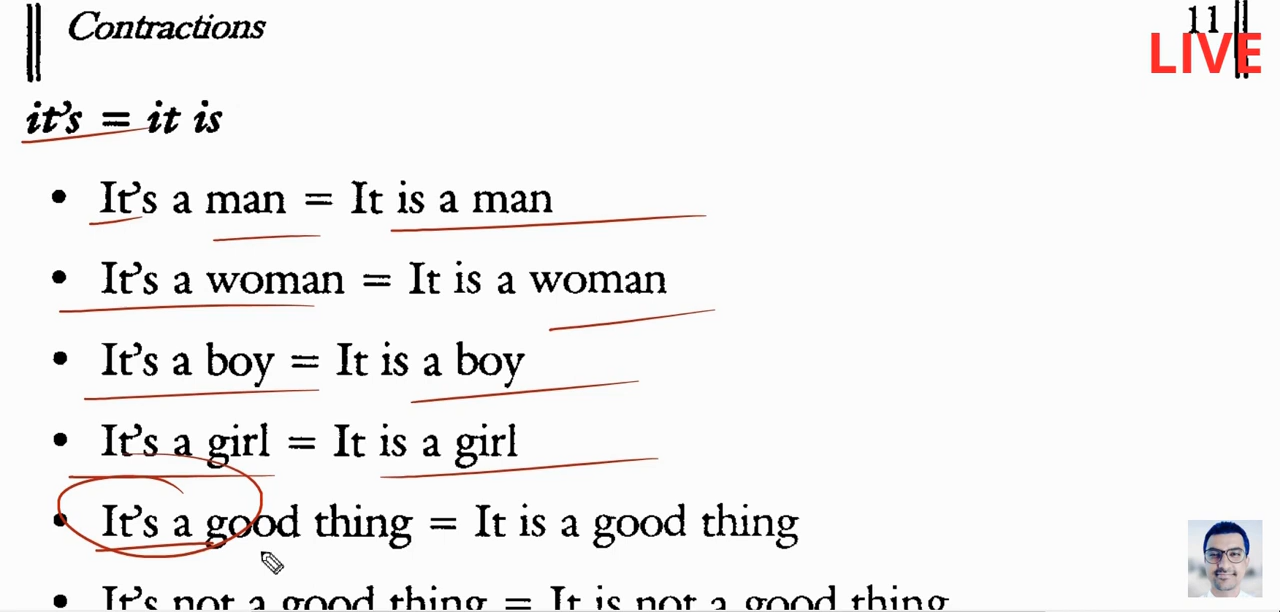 Contractions
11
LIVE
it's = it is
• It's a man = It is a man
• It's a woman = It is a woman
• It's a boy = It is a boy
• It's a girl = It is a girl
• It's a good thing = It is a good thing
• It's not a good thing = It is not a good thing